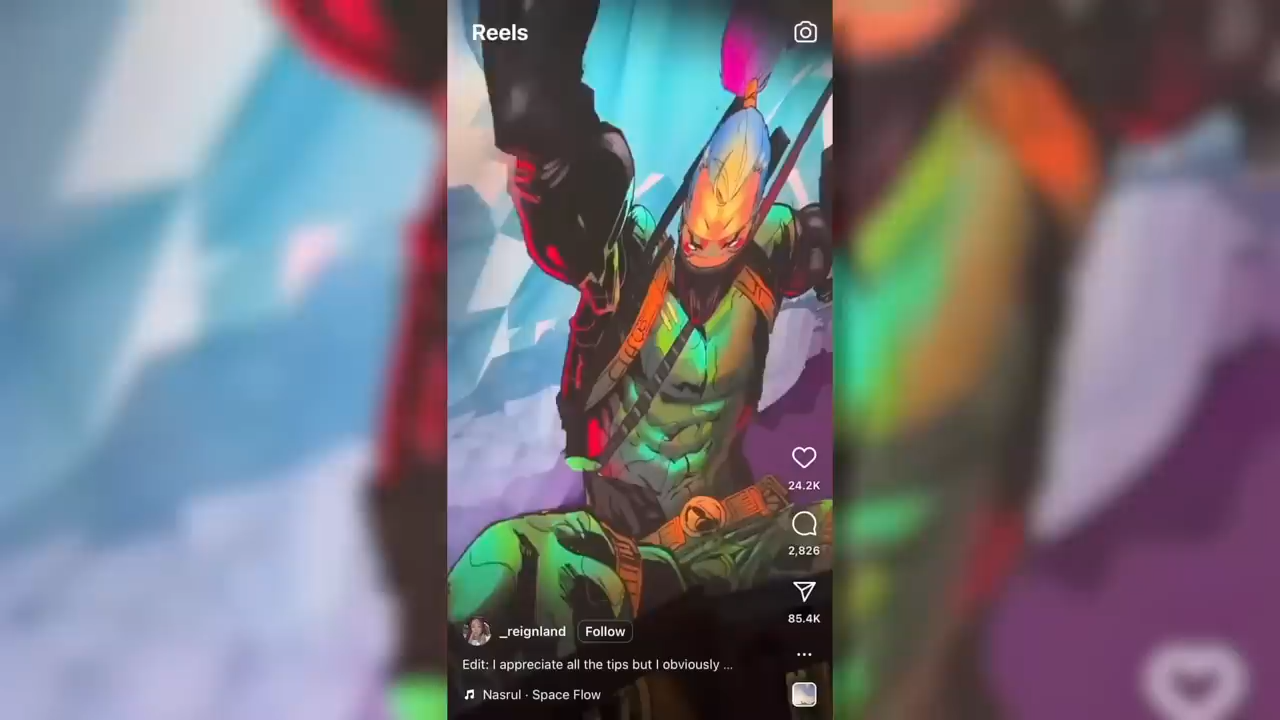 Reels
24.2K
2,826
85.4K
_reignland Follow
Edit: I appreciate all the tips but I obviously ...
Nasrul · Space Flow